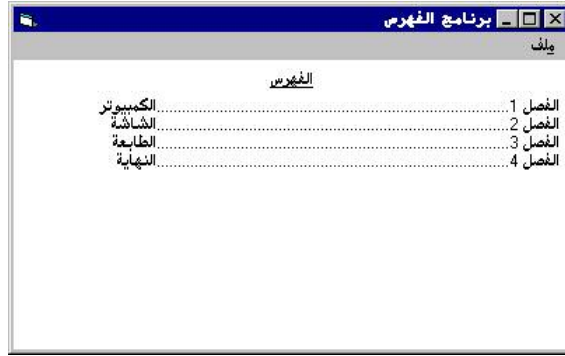 برنامج الفهرس
ملف
الفهرس
الفصل 1..............................الكمبيوتر
الفصل 2..............................الشاشة
الفصل 3..............................الطابعة
الفصل 4..............................النهاية